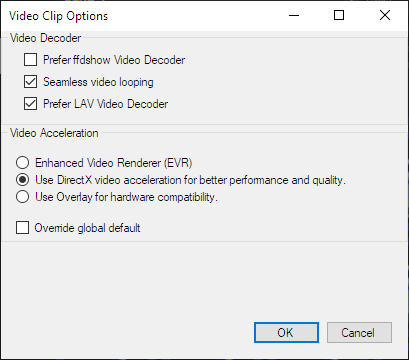 Video Clip Options
Video Decoder
Prefer ffdshow Video Decoder
Seamless video looping
Prefer LAV Video Decoder
Video Acceleration
Enhanced Video Renderer (EVR)
Use DirectX video acceleration for better performance and quality.
Use Overlay for hardware compatibility.
Override global default
OK Cancel